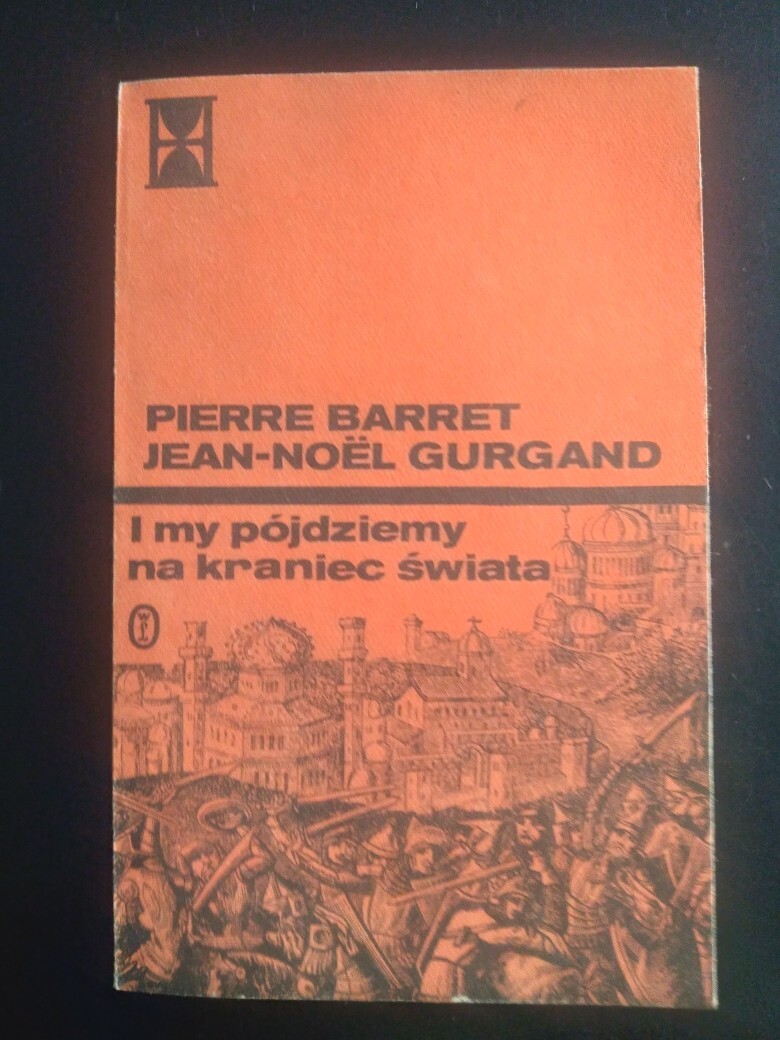 PIERRE BARRET
JEAN-NOËL GURGAND
I my pójdziemy
na kraniec świata